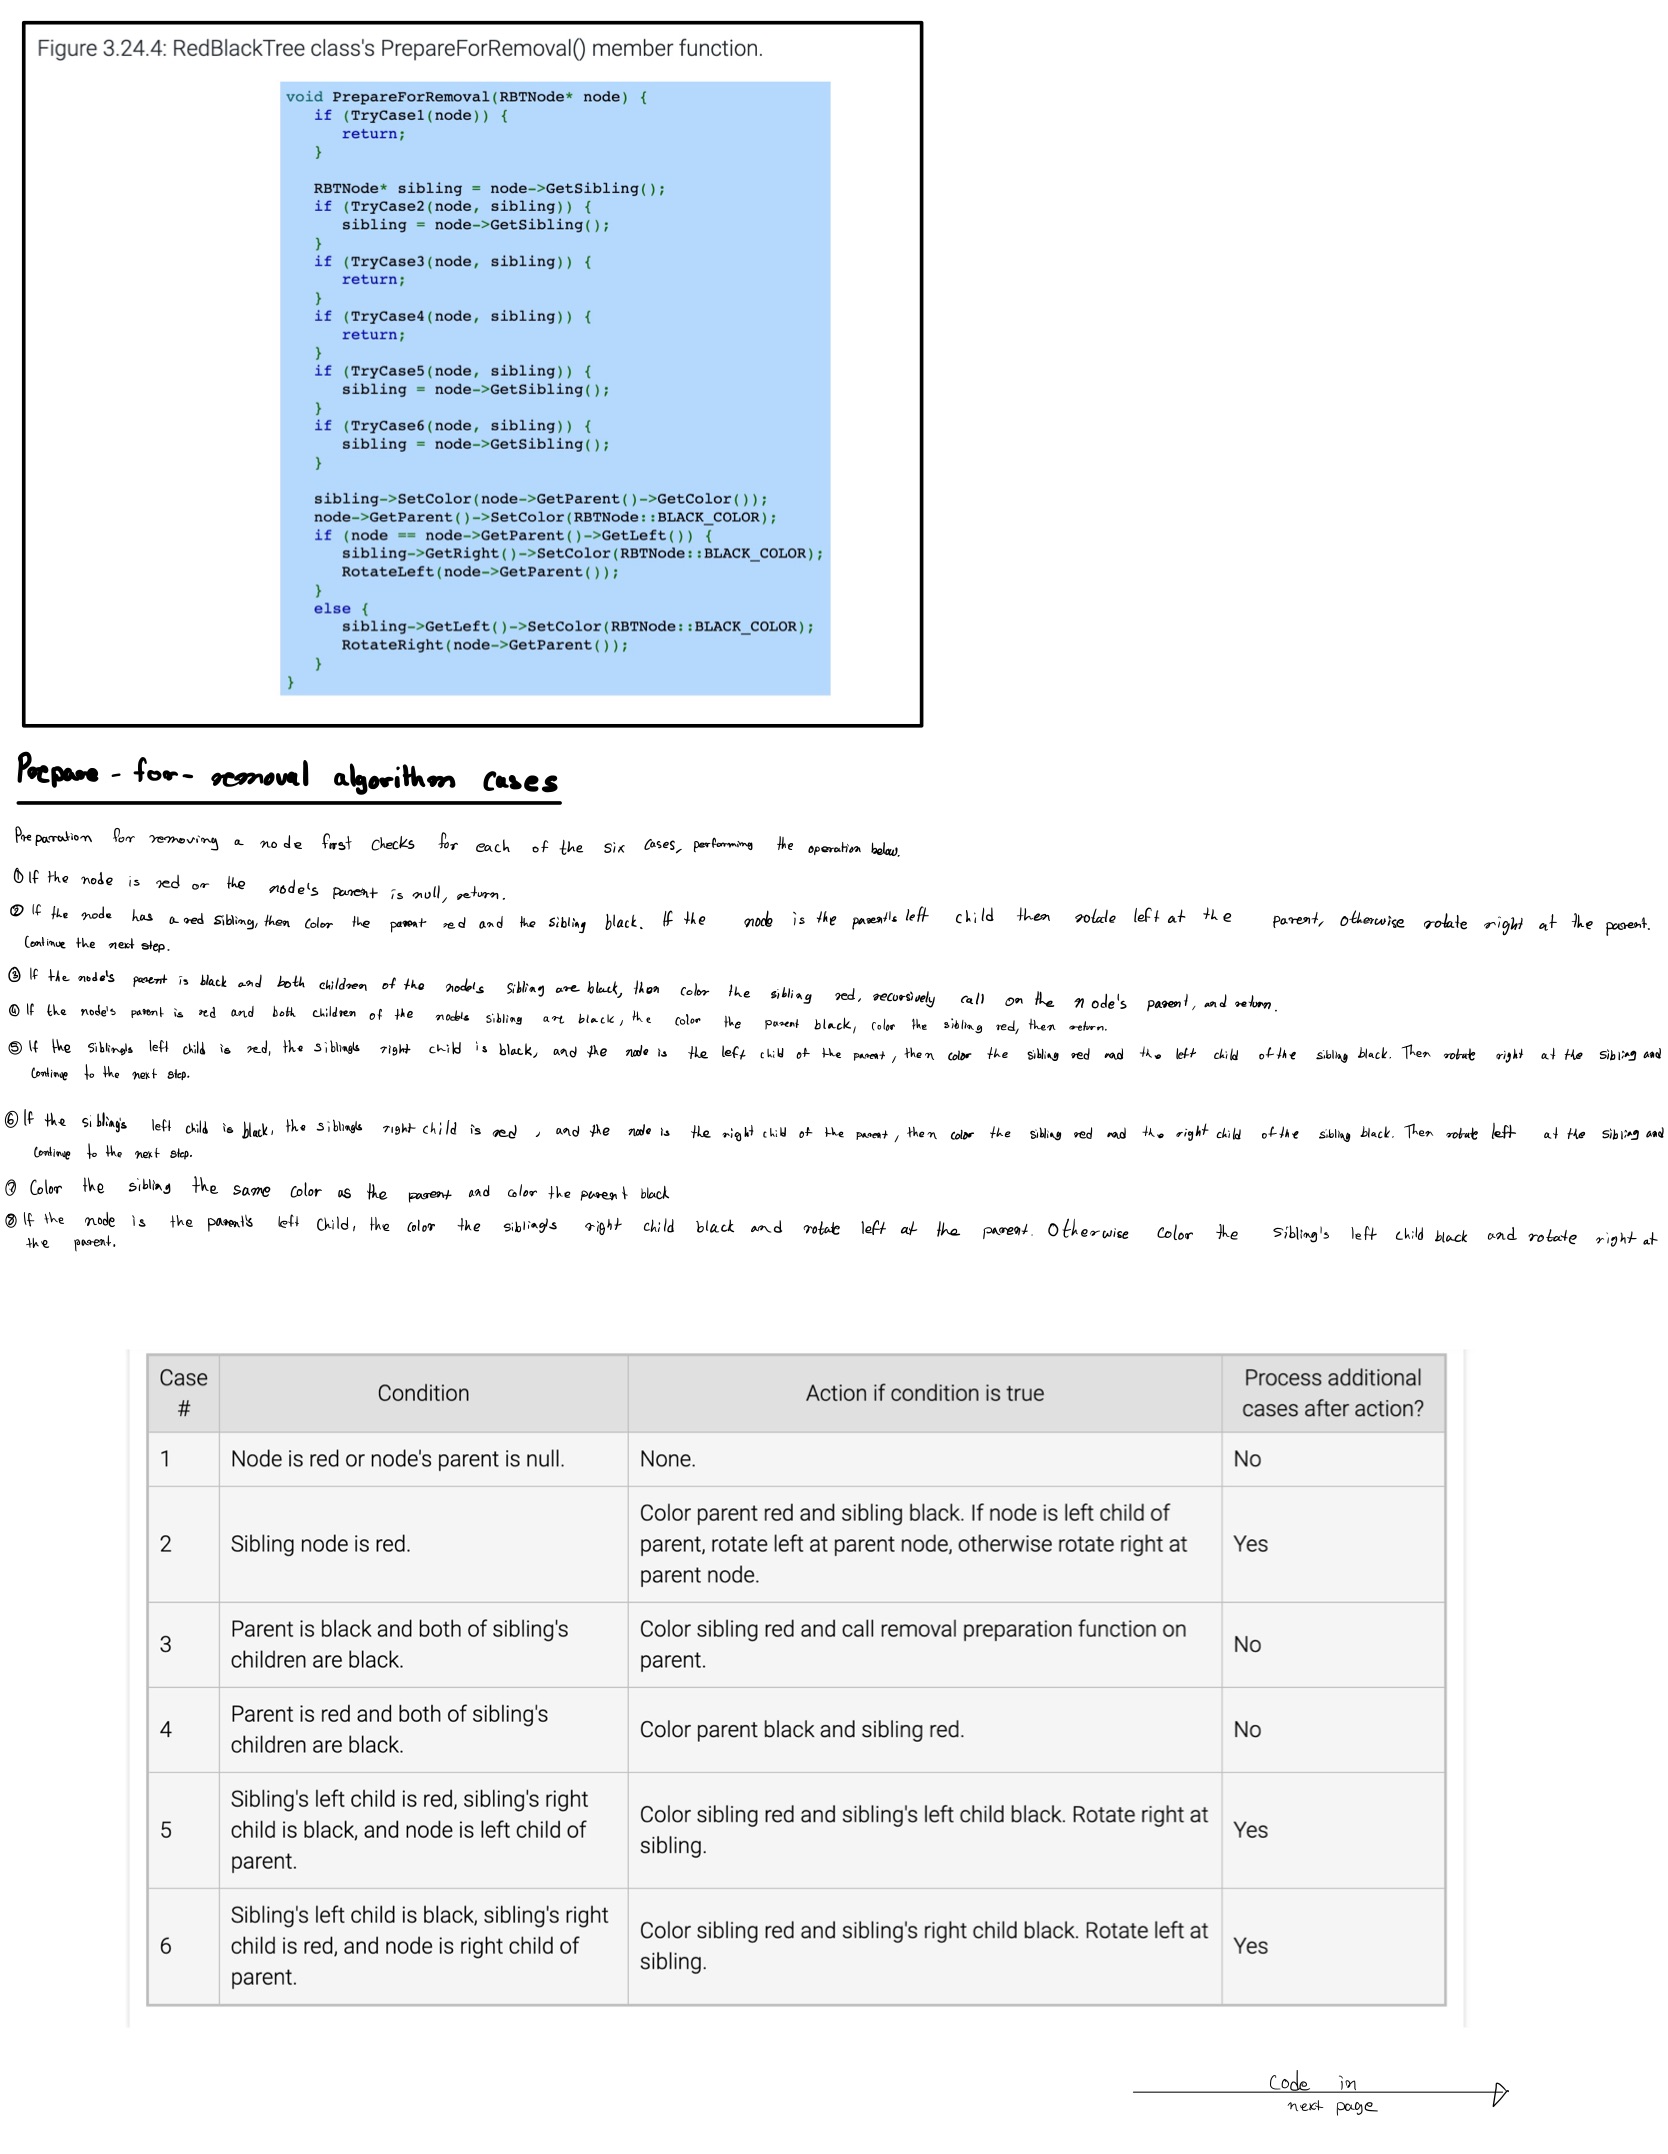 Figure 3.24.4: RedBlackTree class's PrepareForRemoval() member function.
void PrepareForRemoval(RBTNode* node) {
if (TryCase1(node)) {
return;
}
RBTNode* sibling = node->GetSibling();
if (TryCase2(node, sibling)) {
sibling = node->GetSibling();
}
if (TryCase3(node, sibling)) {
return;
}
if (TryCase4(node, sibling)) {
return;
}
if (TryCase5(node, sibling)) {
sibling = node->GetSibling();
}
if (TryCase6(node, sibling)) {
sibling = node->GetSibling();
}
sibling->SetColor(node->GetParent()->GetColor());
node->GetParent()->SetColor(RBTNode::BLACK_COLOR);
if (node == node->GetParent()->GetLeft()) {
sibling->GetRight()->SetColor(RBTNode::BLACK_COLOR);
RotateLeft(node->GetParent());
}
else {
sibling->GetLeft()->SetColor(RBTNode::BLACK_COLOR);
RotateRight(node->GetParent());
}
}
Prepare - for - removal algorithm cases
Preparation for removing a node first checks for each of the six cases, performing the operation below.
① If the node is red or the node's parent is null, return.
② If the node has a red sibling, then color the parent red and the sibling black. If the node is the parent's left child then rotate left at the parent, otherwise rotate right at the parent.
Continue the next step.
③ If the node's parent is black and both children of the node's sibling are black, then color the sibling red, recursively call on the node's parent, and return.
④ If the node's parent is red and both children of the node's sibling are black, the color the parent black, color the sibling red, then return.
⑤ If the sibling's left child is red, the sibling's right child is black, and the node is the left child of the parent, then color the sibling red and the left child of the sibling black. Then rotate right at the sibling and
continue to the next step.
⑥ If the sibling's left child is black, the sibling's right child is red, and the node is the right child of the parent, then color the sibling red and the right child of the sibling black. Then rotate left at the sibling and
continue to the next step.
⑦ Color the sibling the same color as the parent and color the parent black
⑧ If the node is the parent's left child, the color the sibling's right child black and rotate left at the parent. Otherwise color the sibling's left child black and rotate right at
the parent.
Case # Condition Action if condition is true Process additional cases after action?
1 Node is red or node's parent is null. None. No
2 Sibling node is red. Color parent red and sibling black. If node is left child of parent, rotate left at parent node, otherwise rotate right at parent node. Yes
3 Parent is black and both of sibling's children are black. Color sibling red and call removal preparation function on parent. No
4 Parent is red and both of sibling's children are black. Color parent black and sibling red. No
5 Sibling's left child is red, sibling's right child is black, and node is left child of parent. Color sibling red and sibling's left child black. Rotate right at sibling. Yes
6 Sibling's left child is black, sibling's right child is red, and node is right child of parent. Color sibling red and sibling's right child black. Rotate left at sibling. Yes
Code in
next page